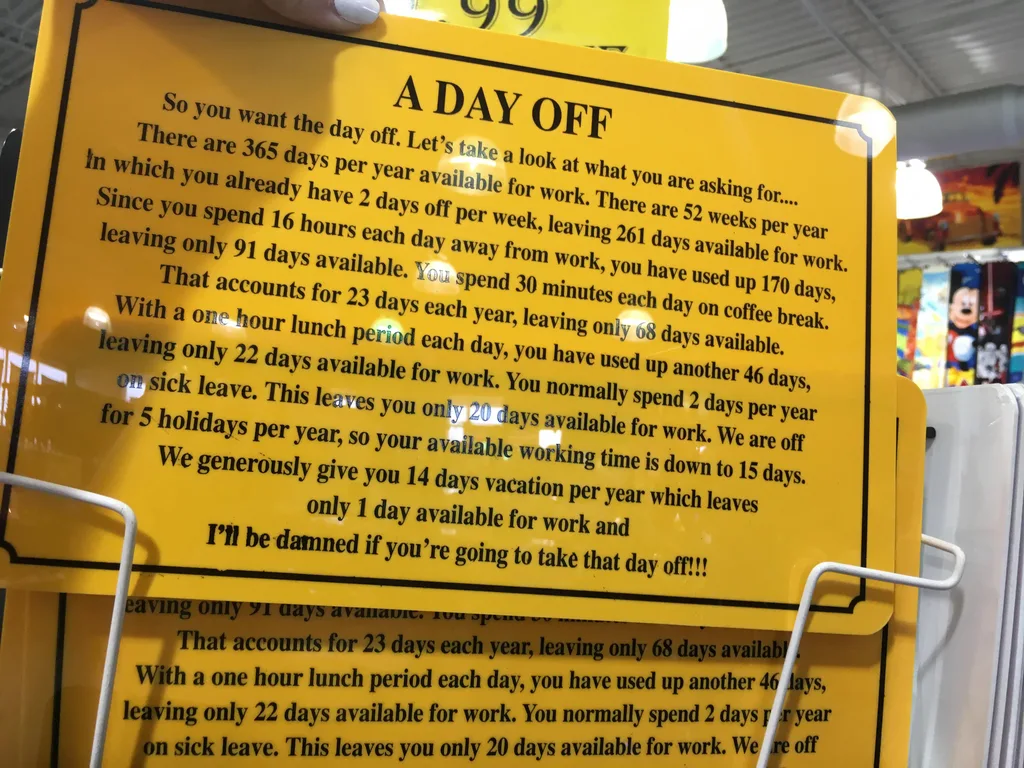 99
A DAY OFF
So you want the day off. Let's take a look at what you are asking for....
There are 365 days per year available for work. There are 52 weeks per year
In which you already have 2 days off per week, leaving 261 days available for work.
Since you spend 16 hours each day away from work, you have used up 170 days,
leaving only 91 days available. You spend 30 minutes each day on coffee break.
That accounts for 23 days each year, leaving only 68 days available.
With a one hour lunch period each day, you have used up another 46 days,
leaving only 22 days available for work. You normally spend 2 days per year
on sick leave. This leaves you only 20 days available for work. We are off
for 5 holidays per year, so your available working time is down to 15 days.
We generously give you 14 days vacation per year which leaves
only 1 day available for work and
I'll be damned if you're going to take that day off!!!
eaving only 91 days available. You spend 30
That accounts for 23 days each year, leaving only 68 days availabl
With a one hour lunch period each day, you have used up another 46 days,
leaving only 22 days available for work. You normally spend 2 days per year
on sick leave. This leaves you only 20 days available for work. We are off